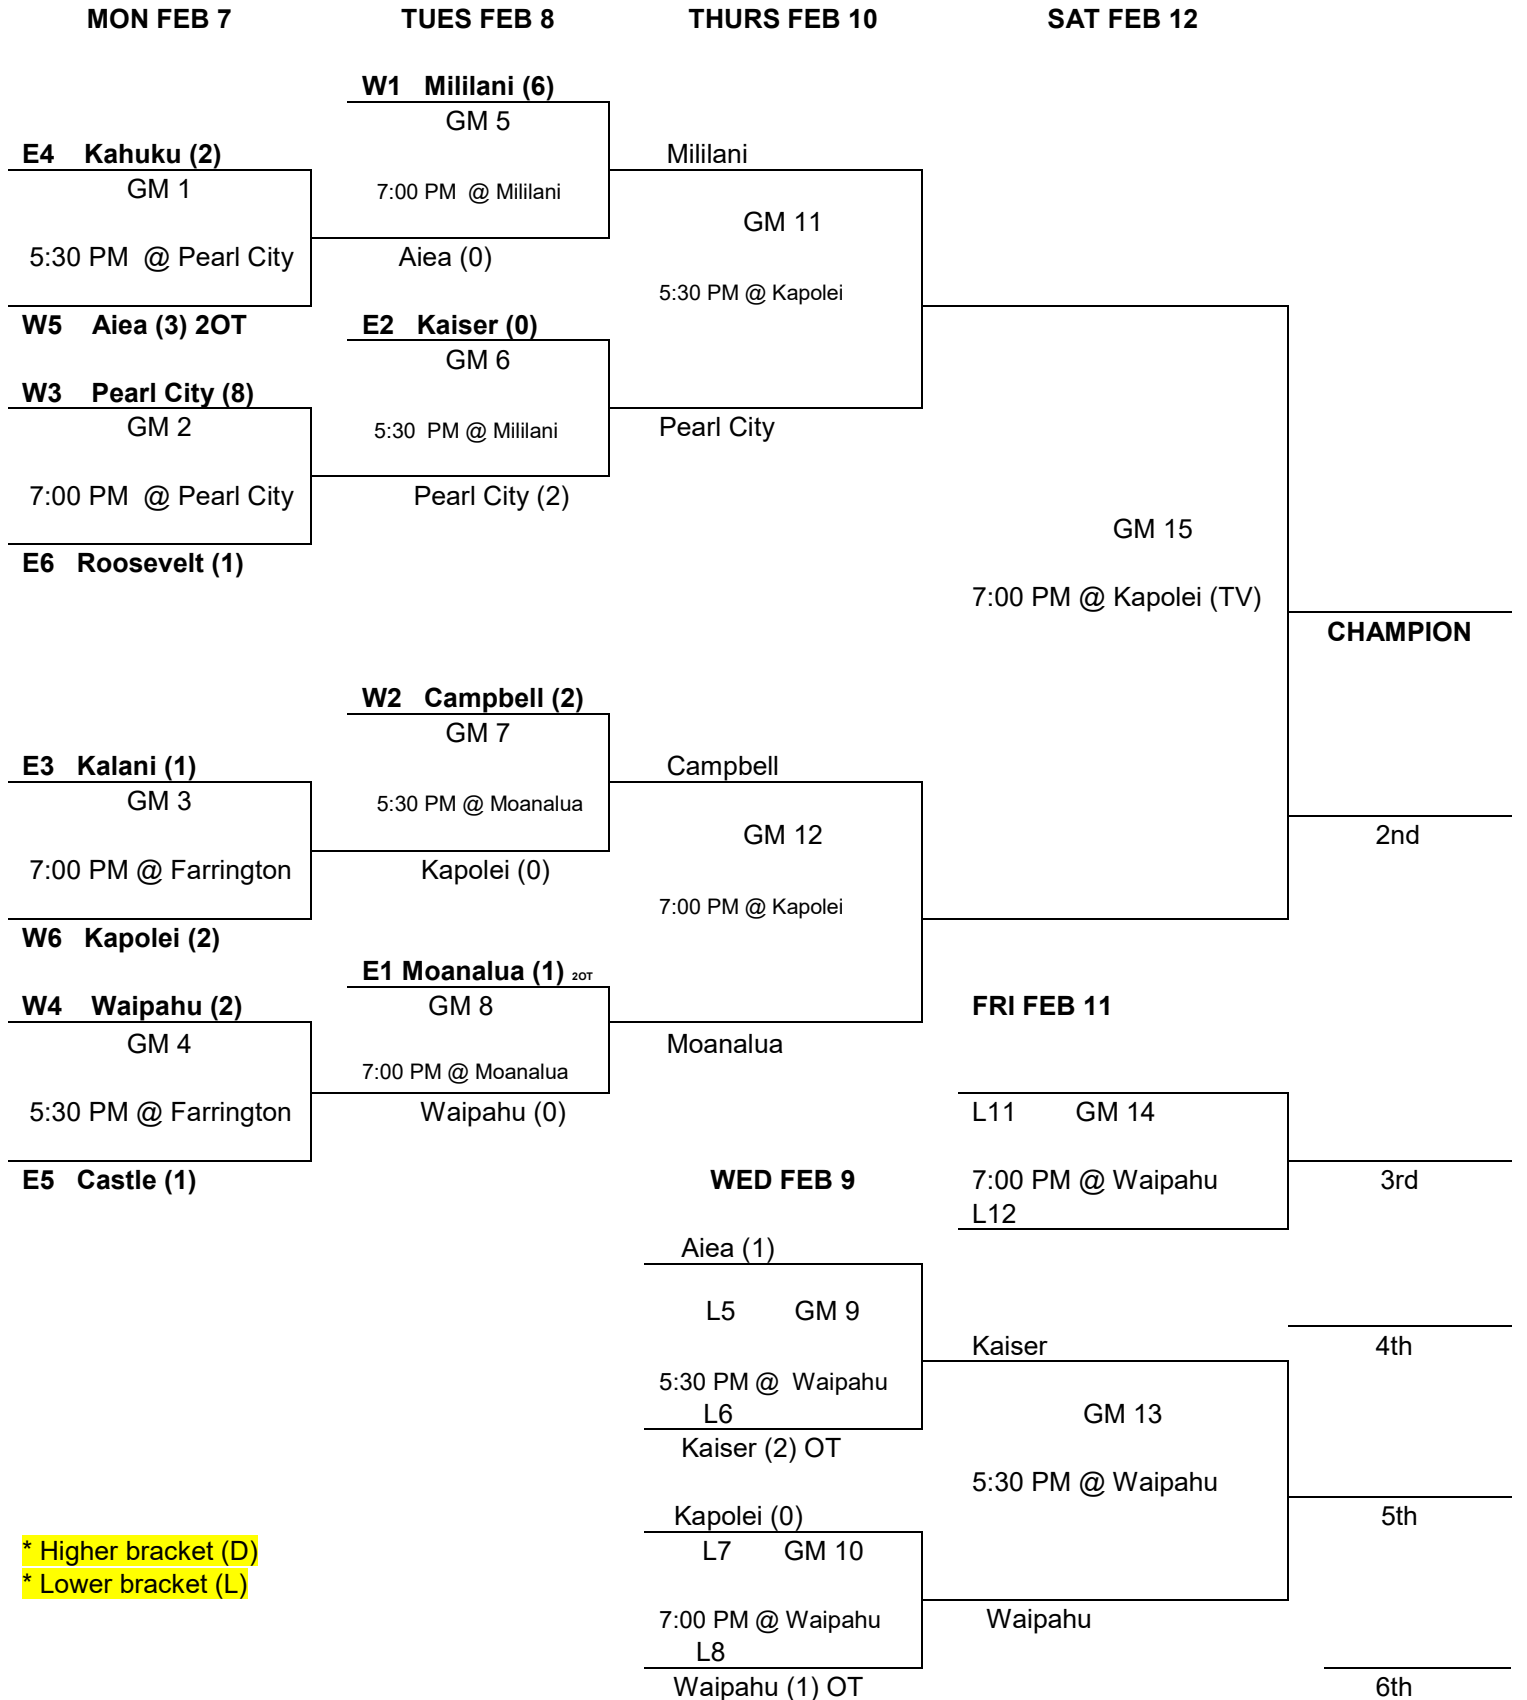 MON FEB 7 TUES FEB 8 THURS FEB 10 SAT FEB 12
W1 Mililani (6)
GM 5
E4 Kahuku (2) Mililani
GM 1 7:00 PM @ Mililani
GM 11
5:30 PM @ Pearl City Aiea (0)
5:30 PM @ Kapolei
W5 Aiea (3) 2OT E2 Kaiser (0)
GM 6
W3 Pearl City (8)
GM 2 5:30 PM @ Mililani Pearl City
7:00 PM @ Pearl City Pearl City (2)
GM 15
E6 Roosevelt (1)
7:00 PM @ Kapolei (TV)
CHAMPION
W2 Campbell (2)
GM 7
E3 Kalani (1) Campbell
GM 3 5:30 PM @ Moanalua
GM 12 2nd
7:00 PM @ Farrington Kapolei (0)
7:00 PM @ Kapolei
W6 Kapolei (2)
E1 Moanalua (1) 2OT
W4 Waipahu (2) GM 8 FRI FEB 11
GM 4 Moanalua
7:00 PM @ Moanalua
5:30 PM @ Farrington Waipahu (0) L11 GM 14
E5 Castle (1) WED FEB 9 7:00 PM @ Waipahu 3rd
L12
Aiea (1)
L5 GM 9
Kaiser 4th
5:30 PM @ Waipahu
L6 GM 13
Kaiser (2) OT
5:30 PM @ Waipahu
Kapolei (0) 5th
* Higher bracket (D) L7 GM 10
* Lower bracket (L)
7:00 PM @ Waipahu Waipahu
L8
Waipahu (1) OT 6th